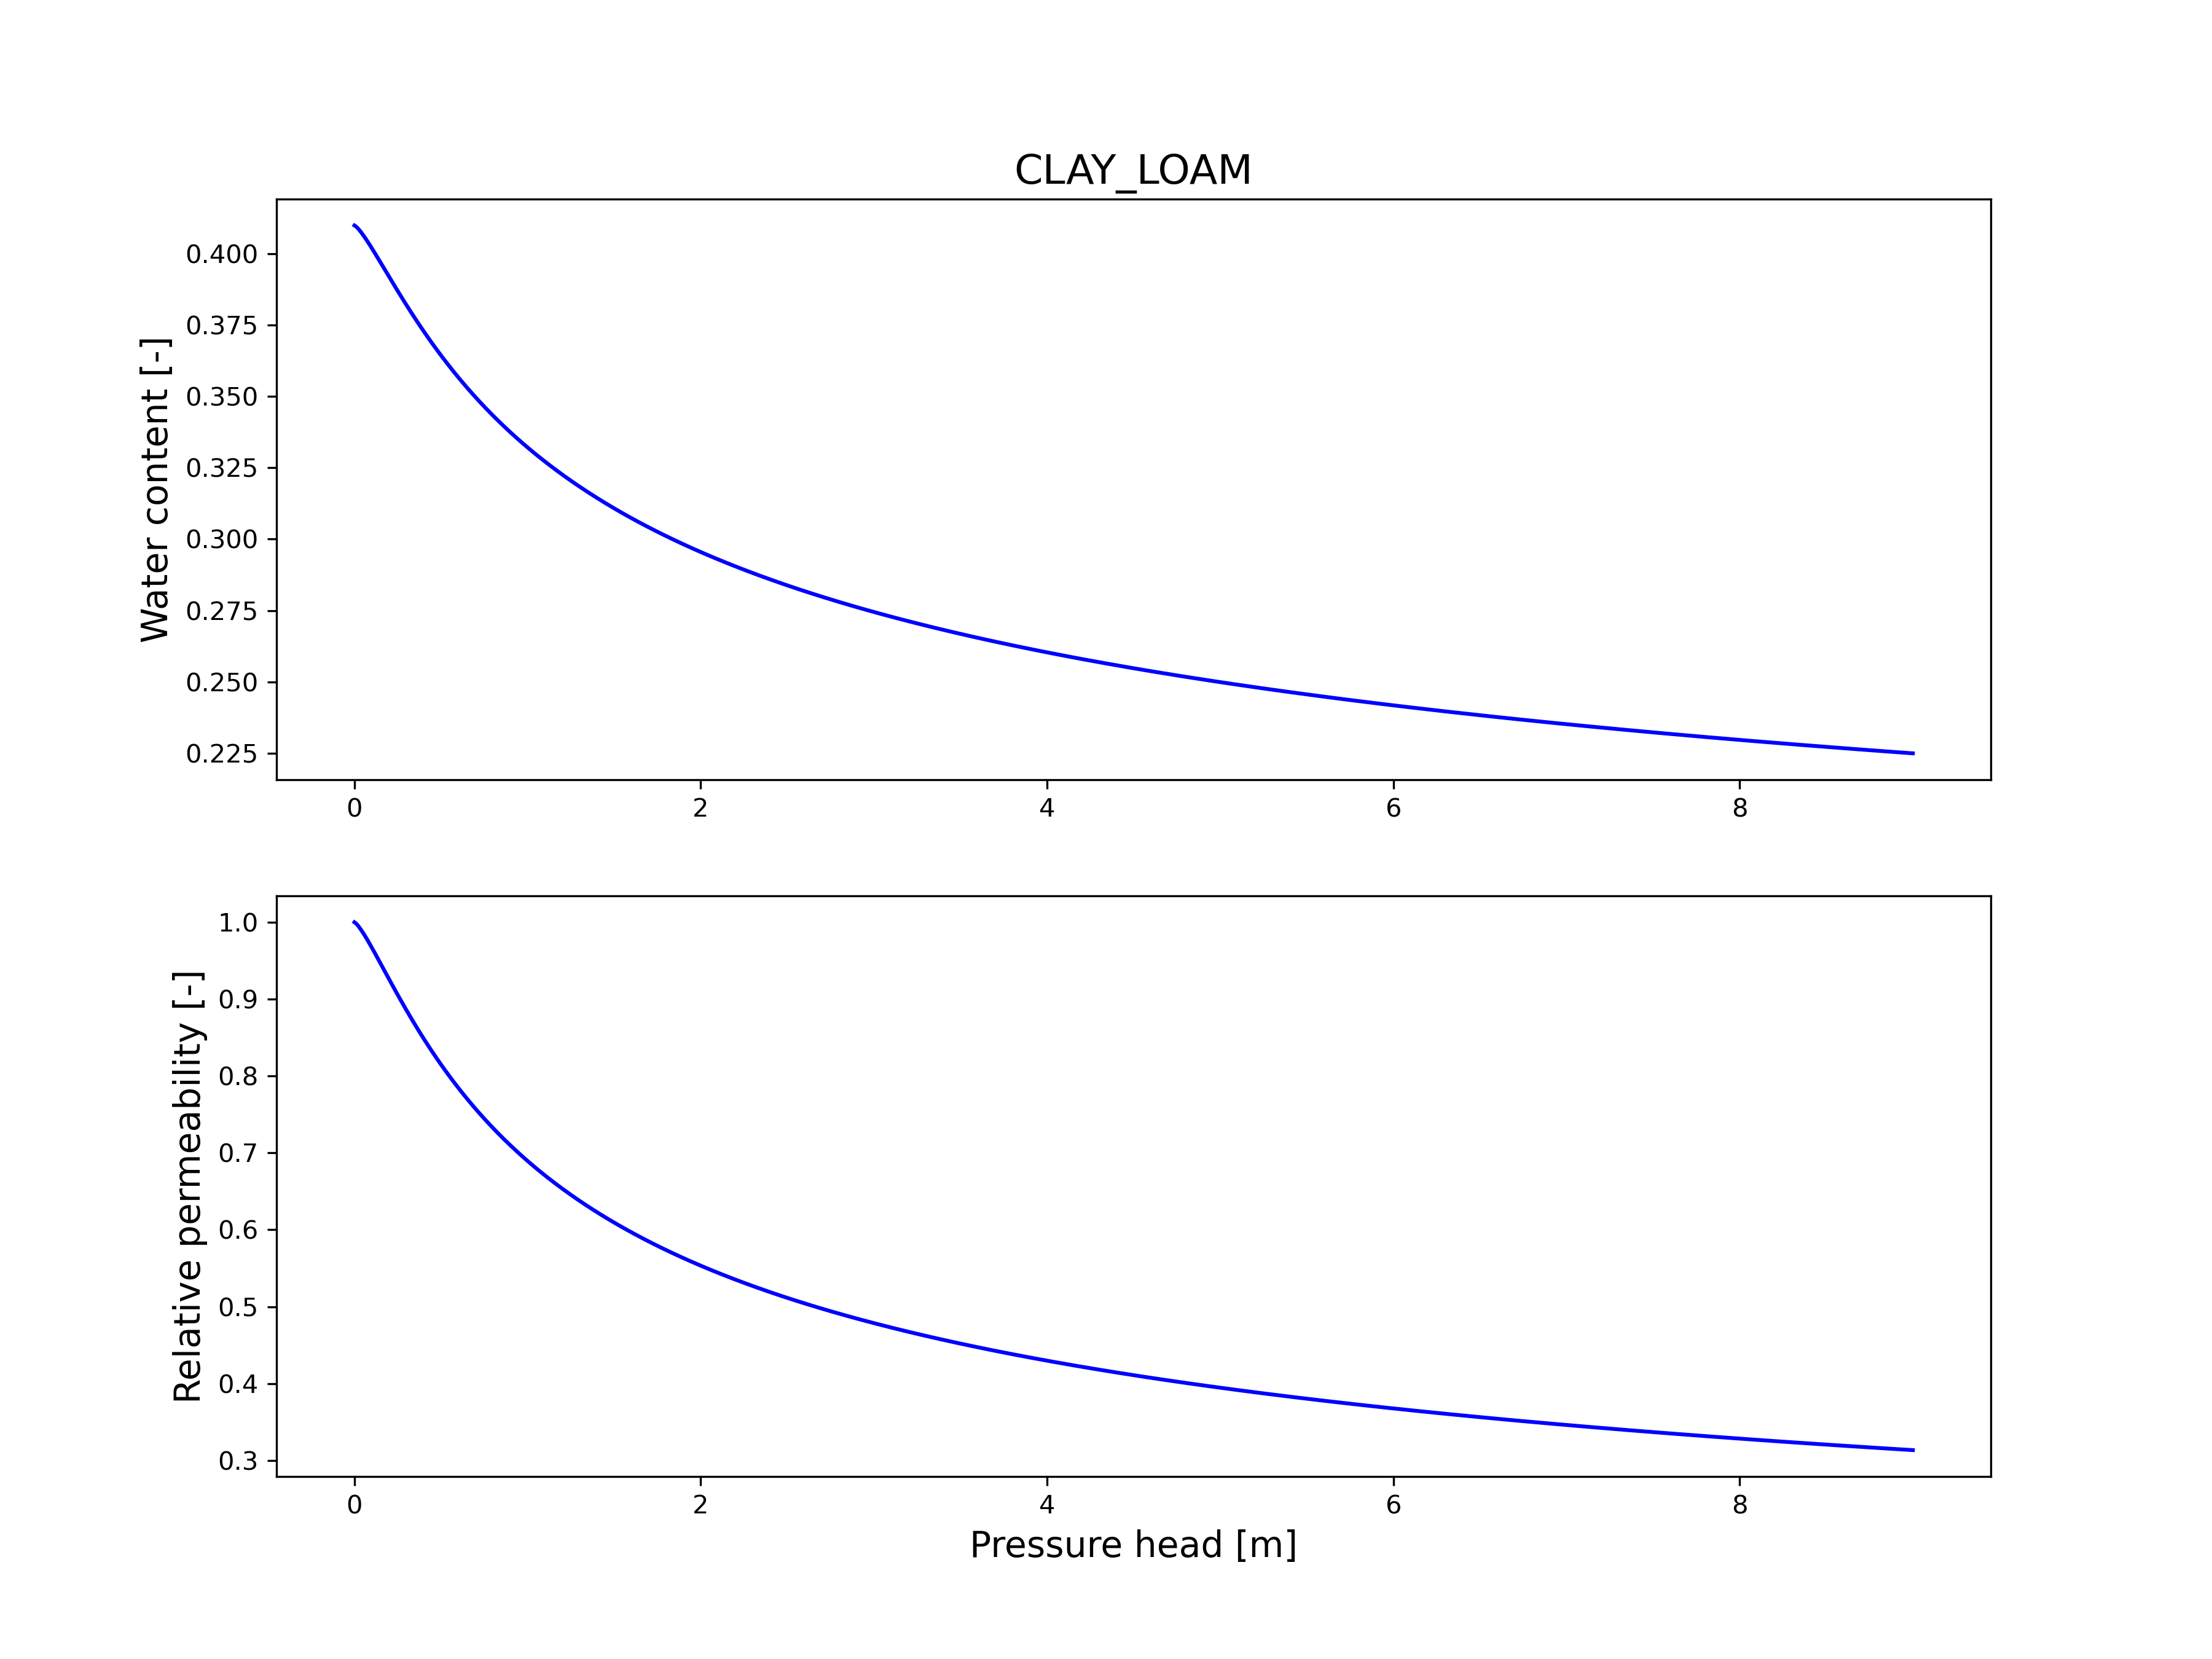 CLAY_LOAM
Water content [-]
0.400
0.375
0.350
0.325
0.300
0.275
0.250
0.225
0 2 4 6 8
Relative permeability [-]
1.0
0.9
0.8
0.7
0.6
0.5
0.4
0.3
0 2 4 6 8
Pressure head [m]